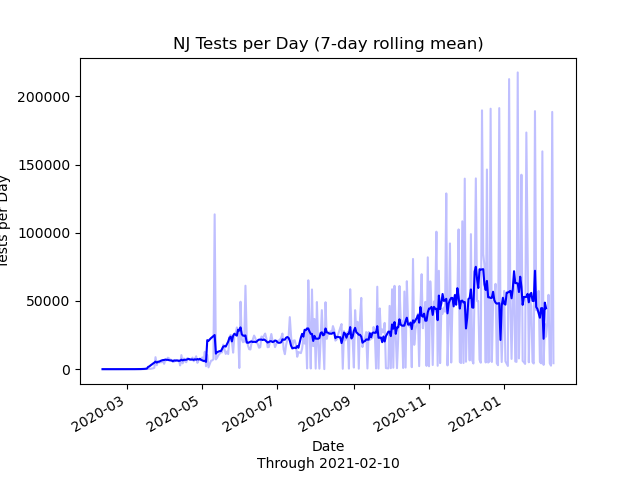 NJ Tests per Day (7-day rolling mean)
200000
150000
100000
50000
0
Tests per Day
2020-03
2020-05
2020-07
2020-09
2020-11
2021-01
Date
Through 2021-02-10